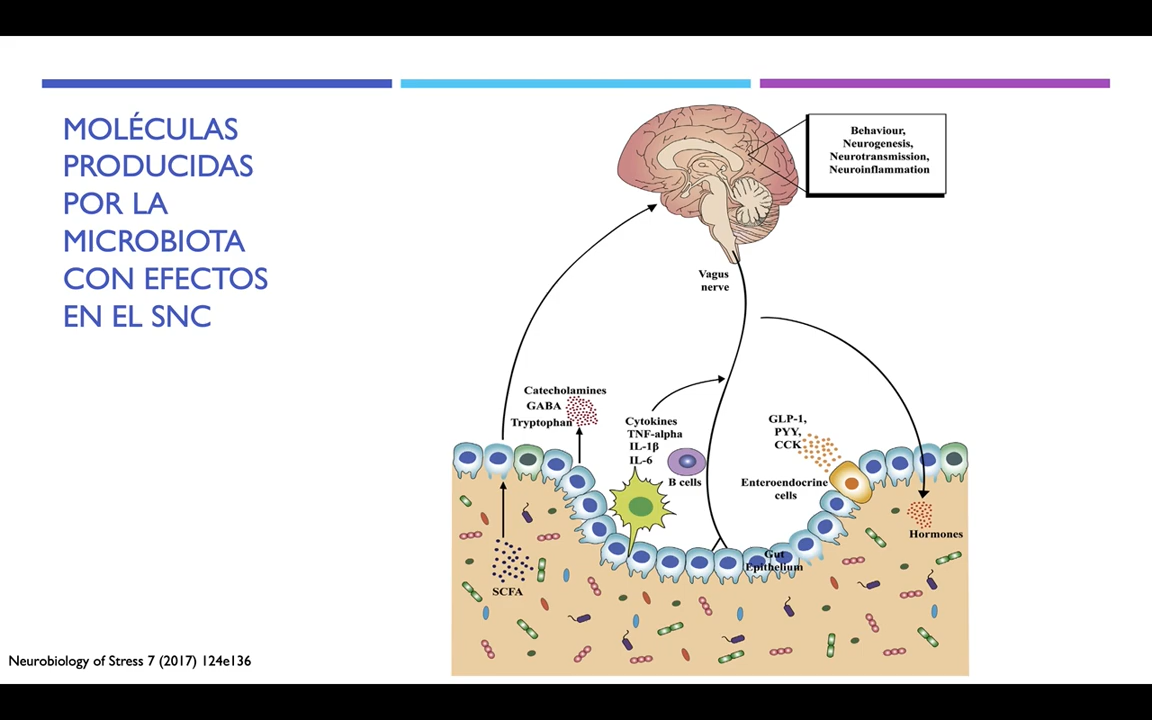 MOLÉCULAS
PRODUCIDAS
POR LA
MICROBIOTA
CON EFECTOS
EN EL SNC
Behaviour,
Neurogenesis,
Neurotransmission,
Neuroinflammation
Vagus
nerve
Catecholamines
GABA
Tryptophan
Cytokines
TNF-alpha
IL-1β
IL-6
B cells
GLP-1,
PYY,
CCK
Enteroendocrine
cells
Gut
Epithelium
Hormones
SCFA
Neurobiology of Stress 7 (2017) 124e136